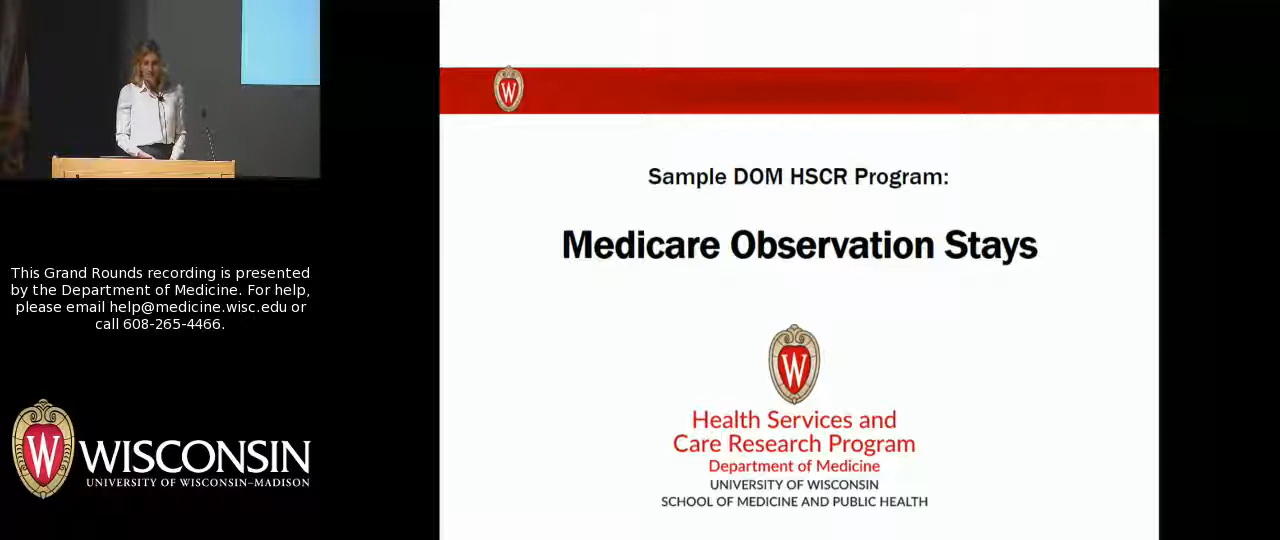 This Grand Rounds recording is presented
by the Department of Medicine. For help,
please email help@medicine.wisc.edu or
call 608-265-4466.
W
WISCONSIN
UNIVERSITY OF WISCONSIN–MADISON
W
Sample DOM HSCR Program:
Medicare Observation Stays
W
Health Services and
Care Research Program
Department of Medicine
UNIVERSITY OF WISCONSIN
SCHOOL OF MEDICINE AND PUBLIC HEALTH